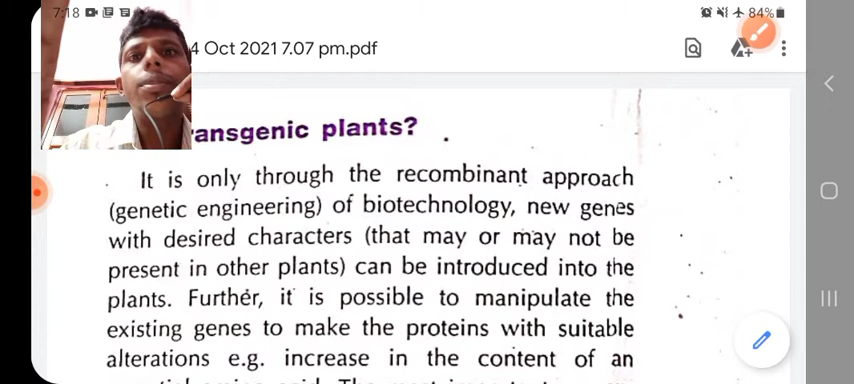 7:18
84%
4 Oct 2021 7.07 pm.pdf
ansgenic plants?
It is only through the recombinant approach
(genetic engineering) of biotechnology, new genes
with desired characters (that may or may not be
present in other plants) can be introduced into the
plants. Further, it is possible to manipulate the
existing genes to make the proteins with suitable
alterations e.g. increase in the content of an